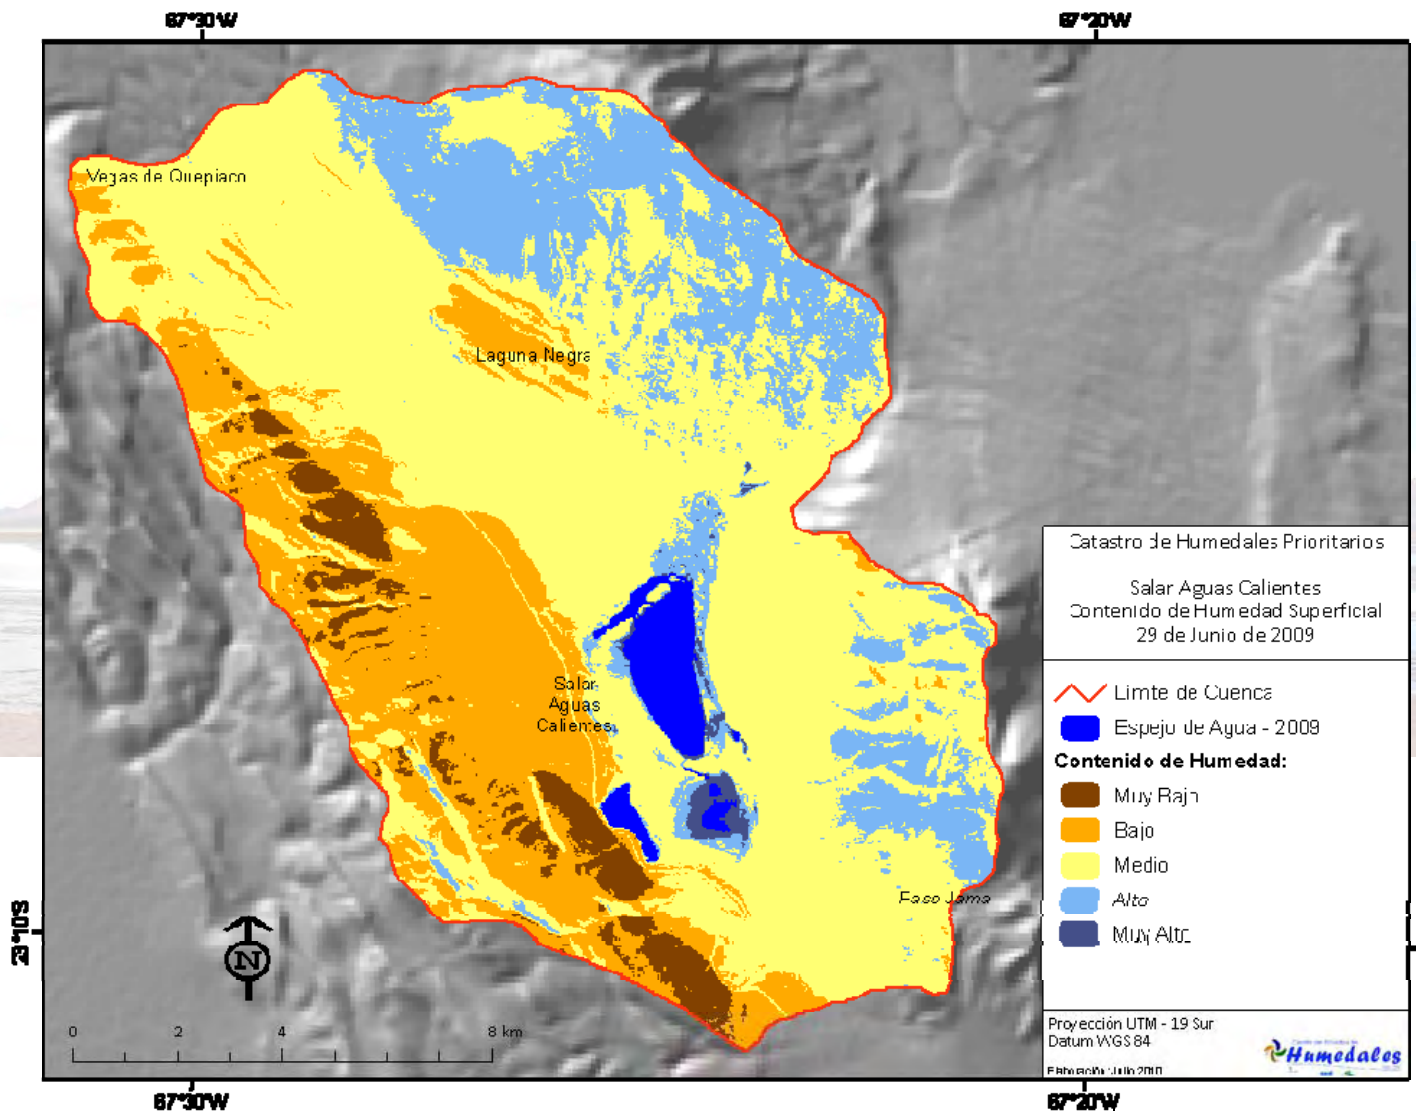 67°30'W
67°20'W
Vegas de Quepiaco
Laguna Negra
Salar
Aguas
Calientes
Paso Jama
23°10'S
N
0 2 4 8 km
Catastro de Humedales Prioritarios
Salar Aguas Calientes
Contenido de Humedad Superficial
29 de Junio de 2009
Limte de Cuenca
Espejo de Agua - 2009
Contenido de Humedad:
Muy Bajo
Bajo
Medio
Alto
Muy Alto
Proyección UTM - 19 Sur
Datum WGS 84
Elaboración: Julio 2010
Humedales
67°30'W
67°20'W